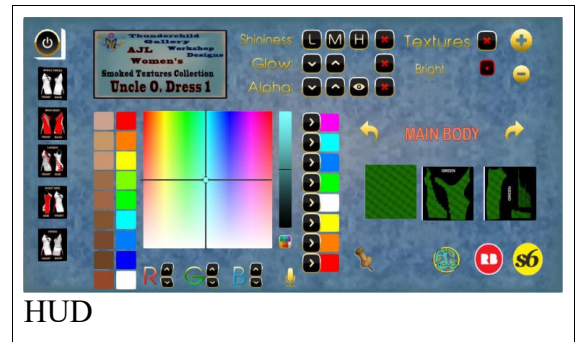 Thunderchild
Gallery
AJL Workshop
Designs
Women's
Smoked Textures Collection
Uncle O. Dress 1
Shininess: L M H
Glow:
Alpha:
Textures
Bright
MAIN BODY
GREEN
GREEN
R G B
RB
s6
HUD